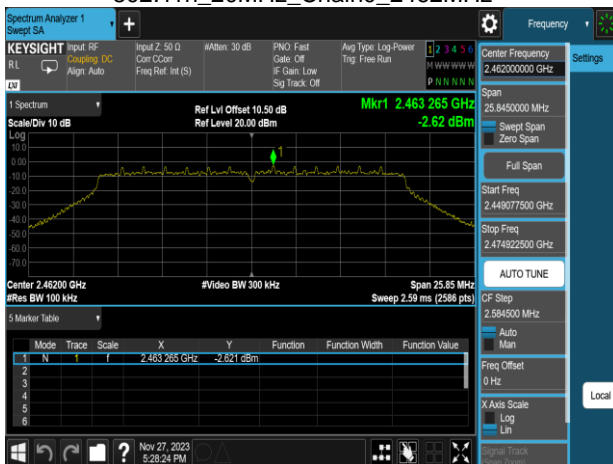 Spectrum Analyzer 1
Swept SA
+
Frequency
KEYSIGHT
RL
LXI
Input: RF
Coupling: DC
Align: Auto
Input Z: 50 Ω
Corr CCorr
Freq Ref: Int (S)
#Atten: 30 dB
PNO: Fast
Gate: Off
IF Gain: Low
Sig Track: Off
Avg Type: Log-Power
Trig: Free Run
1 2 3 4 5 6
M W W W W W
P N N N N N
Center Frequency
2.462000000 GHz
Settings
Span
25.8450000 MHz
Swept Span
Zero Span
Full Span
Start Freq
2.449077500 GHz
Stop Freq
2.474922500 GHz
AUTO TUNE
CF Step
2.584500 MHz
Auto
Man
Freq Offset
0 Hz
X Axis Scale
Log
Lin
Local
Signal Track
(Span Zoom)
1 Spectrum
Scale/Div 10 dB
Ref Lvl Offset 10.50 dB
Ref Level 20.00 dBm
Mkr1 2.463 265 GHz
-2.62 dBm
Log
10.0
0.00
-10.0
-20.0
-30.0
-40.0
-50.0
-60.0
-70.0
1
Center 2.46200 GHz
#Res BW 100 kHz
#Video BW 300 kHz
Span 25.85 MHz
Sweep 2.59 ms (2586 pts)
5 Marker Table
Mode Trace Scale X Y Function Function Width Function Value
1 N 1 f 2.463 265 GHz -2.621 dBm
2
3
4
5
6
?
Nov 27, 2023
5:28:24 PM